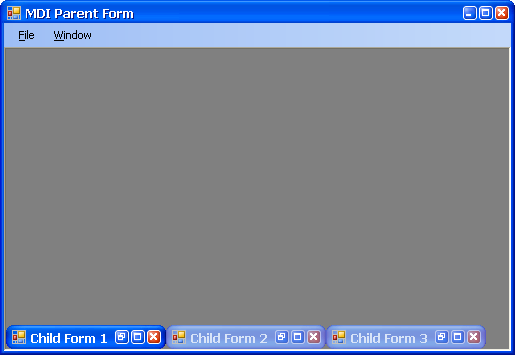 MDI Parent Form
File Window
Child Form 1 Child Form 2 Child Form 3